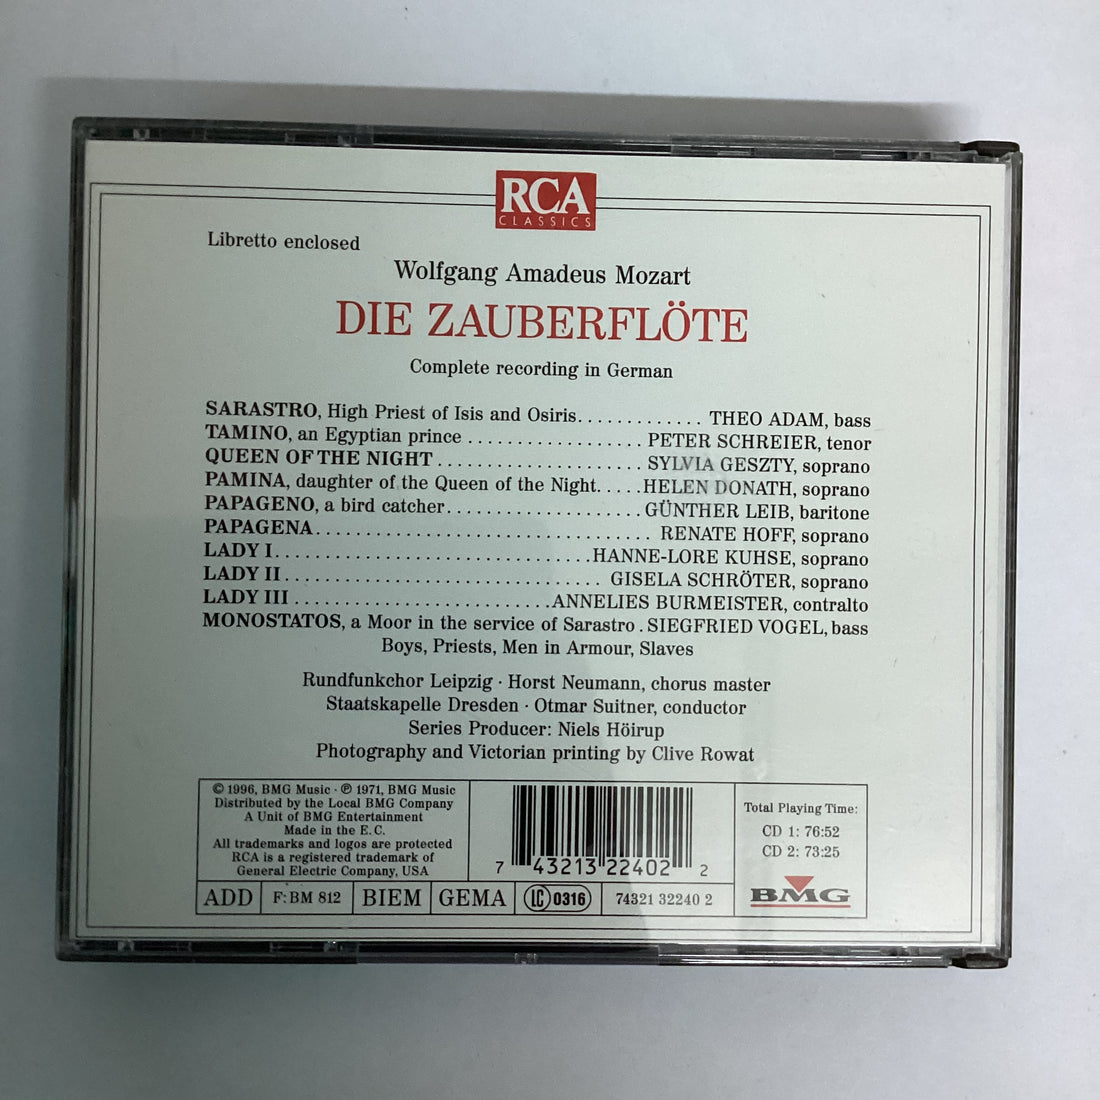 RCA
CLASSICS
Libretto enclosed
Wolfgang Amadeus Mozart
DIE ZAUBERFLÖTE
Complete recording in German
SARASTRO, High Priest of Isis and Osiris............. THEO ADAM, bass
TAMINO, an Egyptian prince .................. PETER SCHREIER, tenor
QUEEN OF THE NIGHT..................... SYLVIA GESZTY, soprano
PAMINA, daughter of the Queen of the Night.....HELEN DONATH, soprano
PAPAGENO, a bird catcher....................GÜNTHER LEIB, baritone
PAPAGENA.................................. RENATE HOFF, soprano
LADY I...............................HANNE-LORE KUHSE, soprano
LADY II............................... GISELA SCHRÖTER, soprano
LADY III .........................ANNELIES BURMEISTER, contralto
MONOSTATOS, a Moor in the service of Sarastro . SIEGFRIED VOGEL, bass
Boys, Priests, Men in Armour, Slaves
Rundfunkchor Leipzig · Horst Neumann, chorus master
Staatskapelle Dresden · Otmar Suitner, conductor
Series Producer: Niels Höirup
Photography and Victorian printing by Clive Rowat
© 1996, BMG Music · ℗ 1971, BMG Music
Distributed by the Local BMG Company
A Unit of BMG Entertainment
Made in the E.C.
All trademarks and logos are protected
RCA is a registered trademark of
General Electric Company, USA
7 43213 22402 2
Total Playing Time:
CD 1: 76:52
CD 2: 73:25
BMG
ADD F: BM 812 BIEM GEMA LC 0316 74321 32240 2